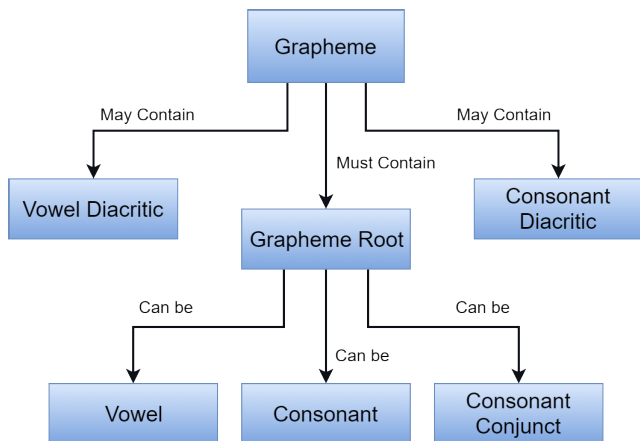 Grapheme
May Contain
May Contain
Must Contain
Vowel Diacritic
Consonant
Diacritic
Grapheme Root
Can be
Can be
Can be
Vowel
Consonant
Consonant
Conjunct